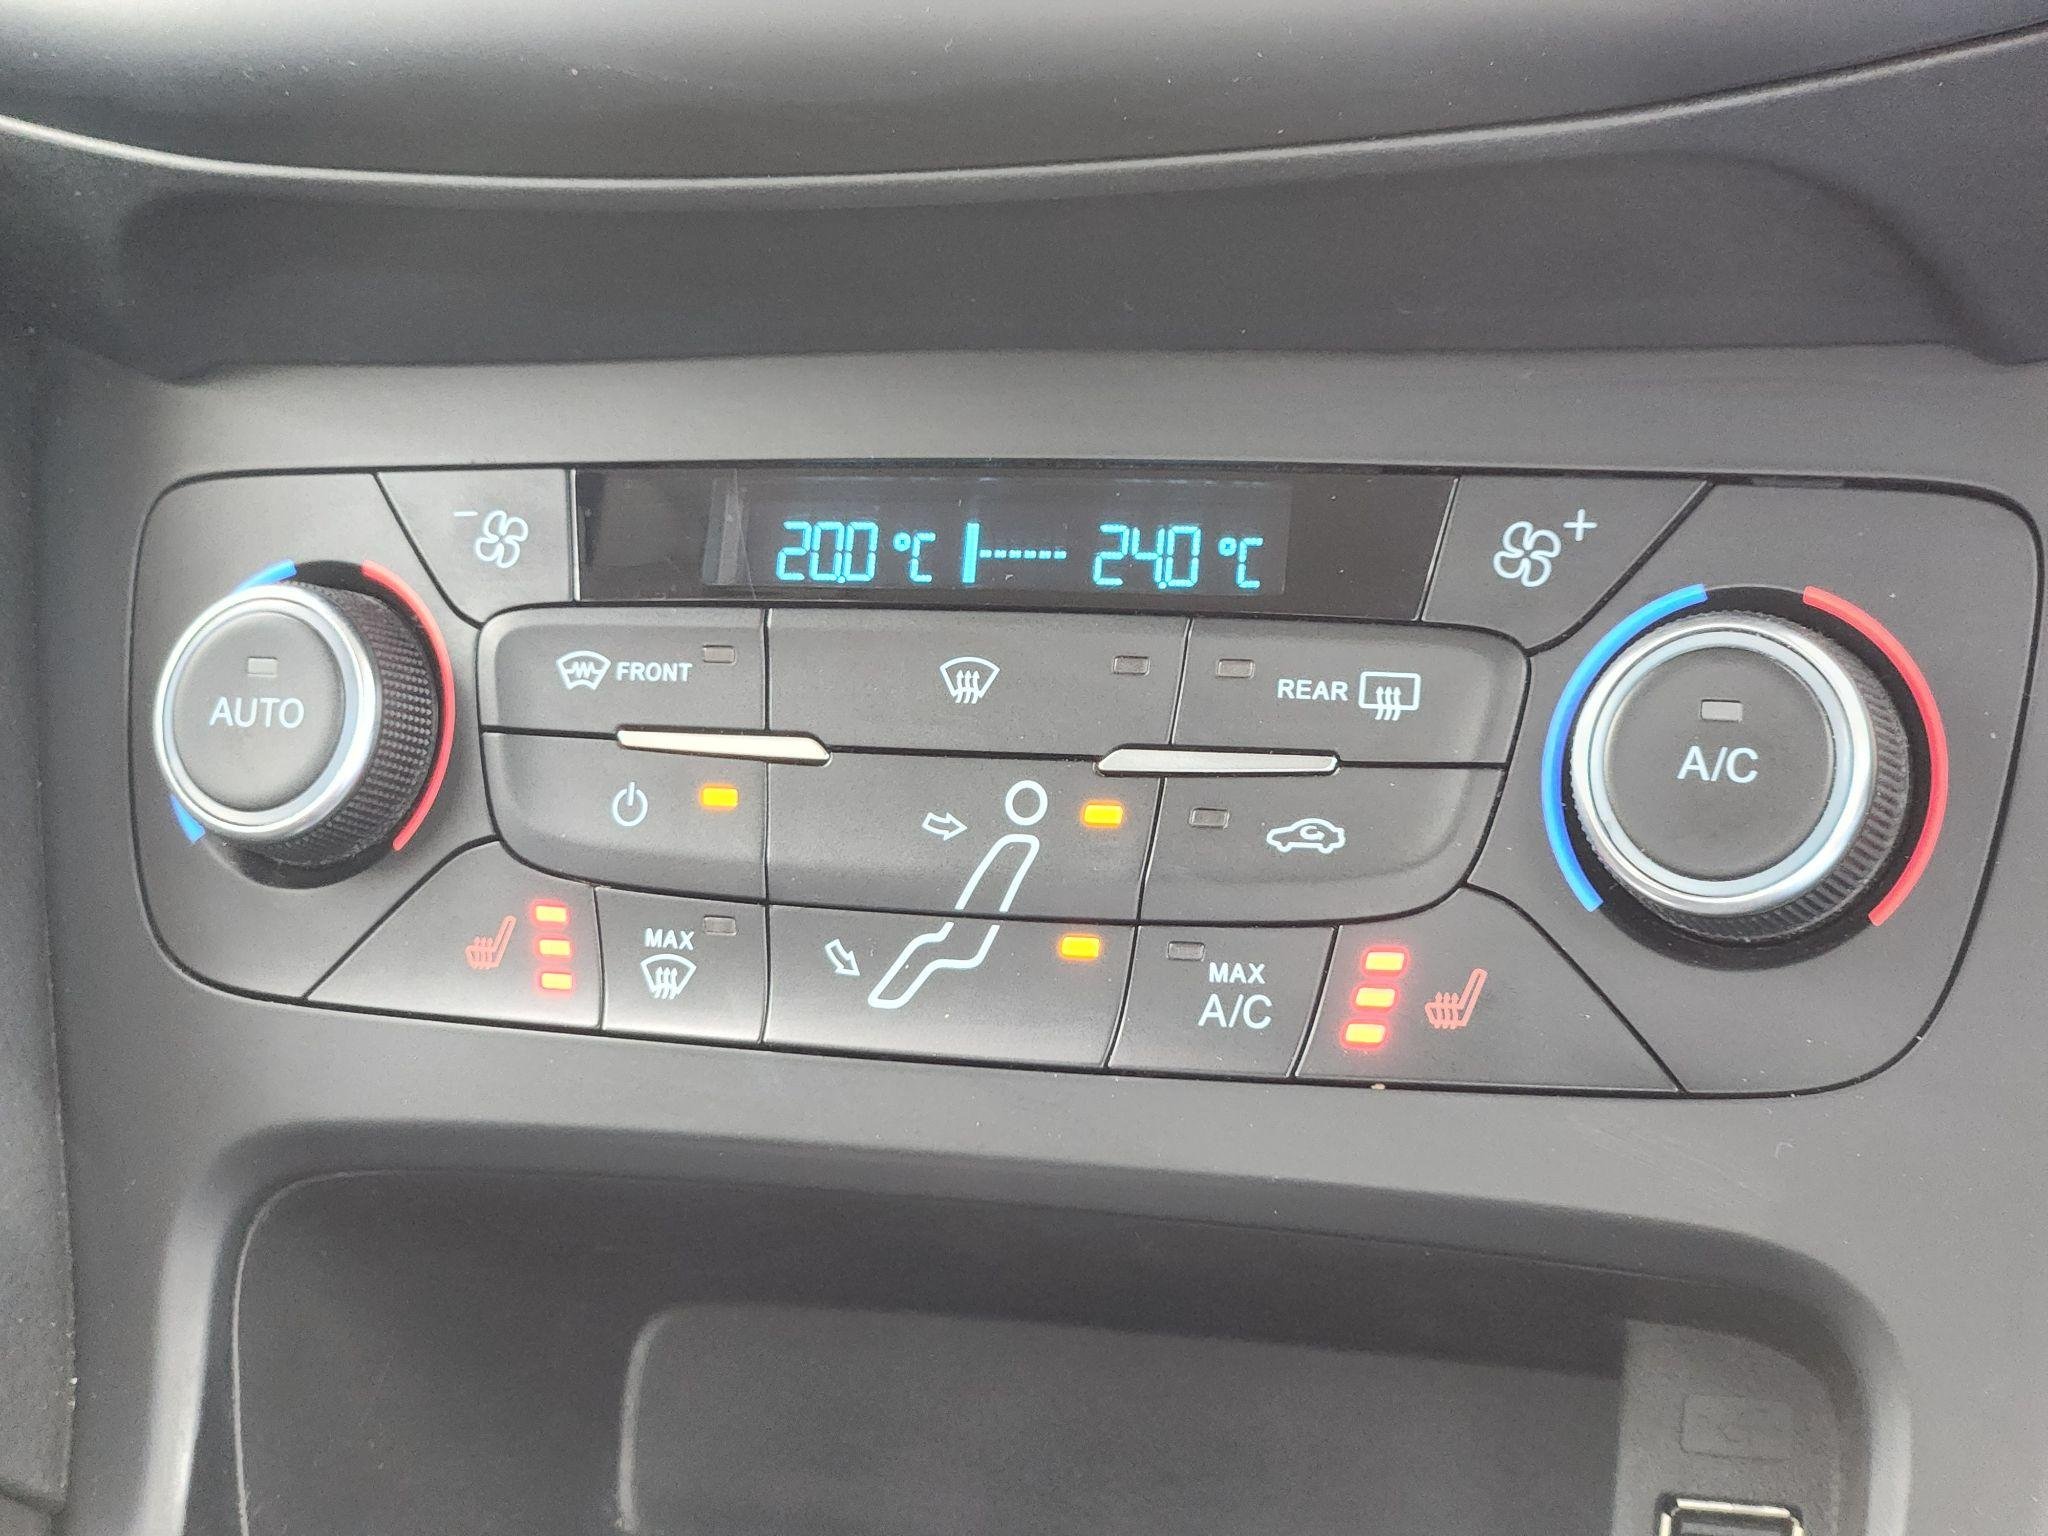 20.0 °C 24.0 °C
- +
FRONT
REAR
AUTO
A/C
MAX
MAX
A/C